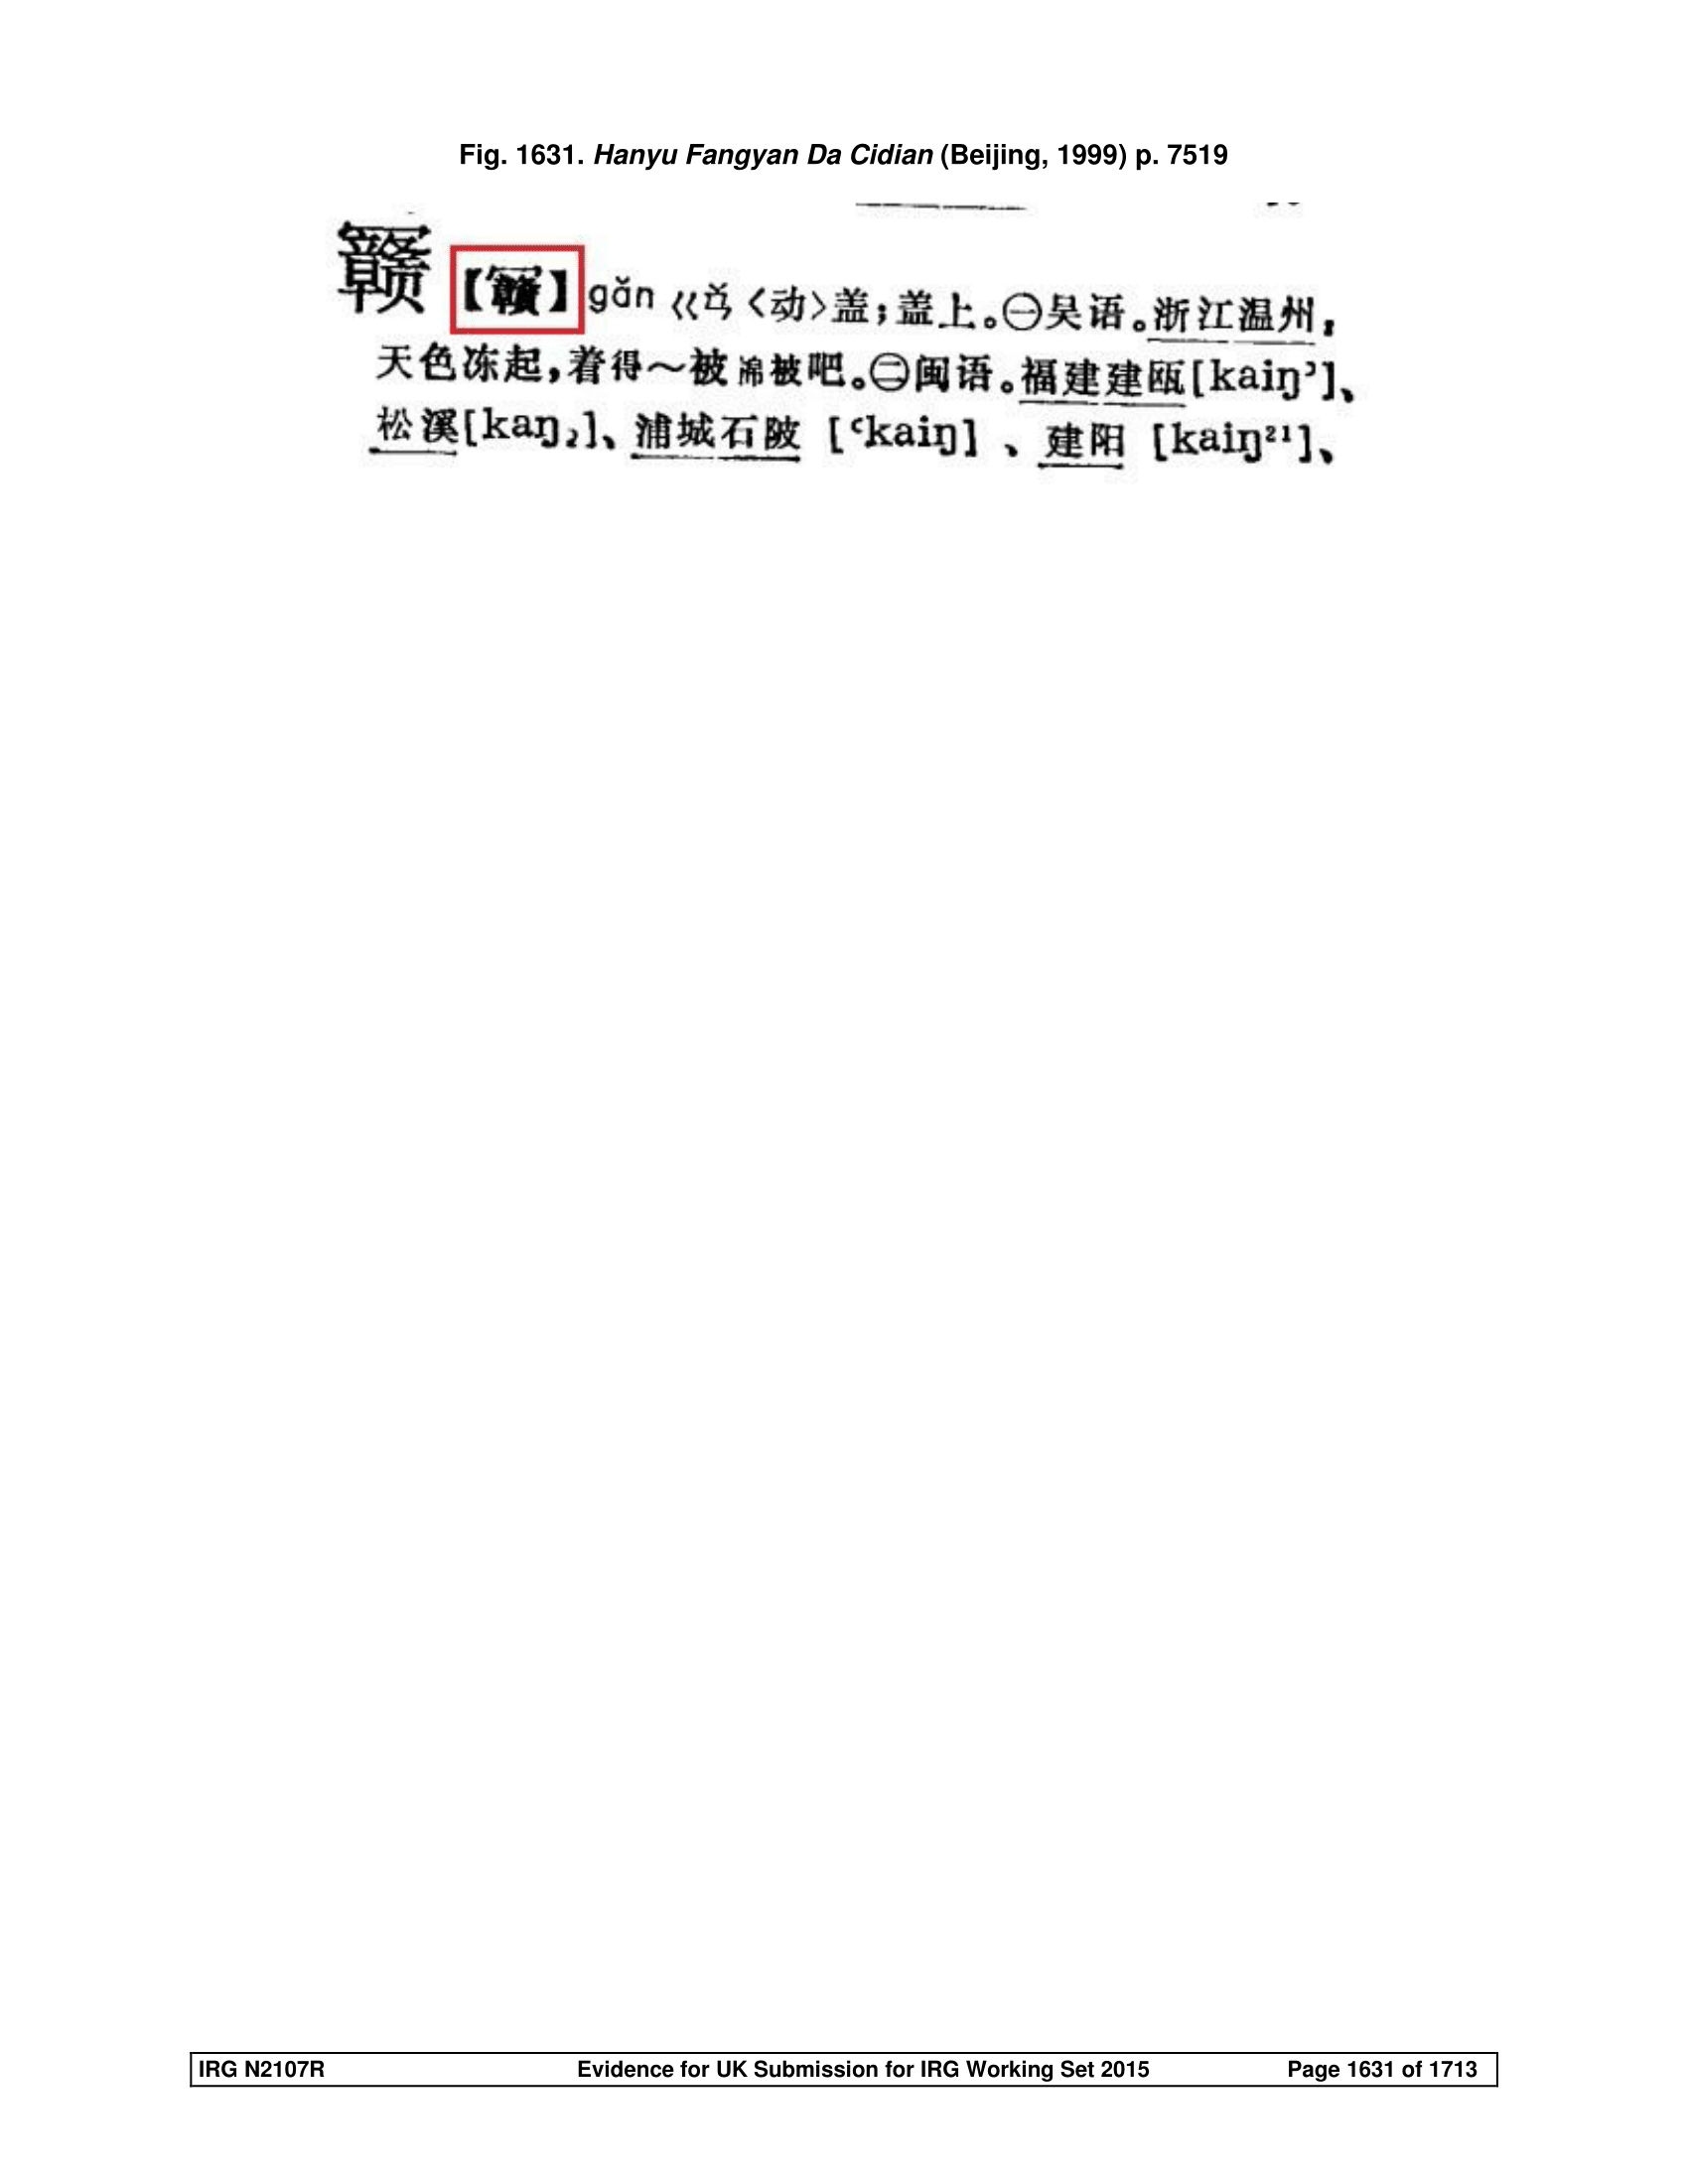 Fig. 1631. Hanyu Fangyan Da Cidian (Beijing, 1999) p. 7519
【】gǎn ㄍㄢˇ〈动〉盖；盖上。㊀吴语。浙江温州，
天色冻起，着得～被棉被吧。㊁闽语。福建建瓯[kaiŋ˒]、
松溪[kaŋ˒]、浦城石陂 [ʿkaiŋ] 、建阳 [kaiŋ²¹]、
IRG N2107R Evidence for UK Submission for IRG Working Set 2015 Page 1631 of 1713